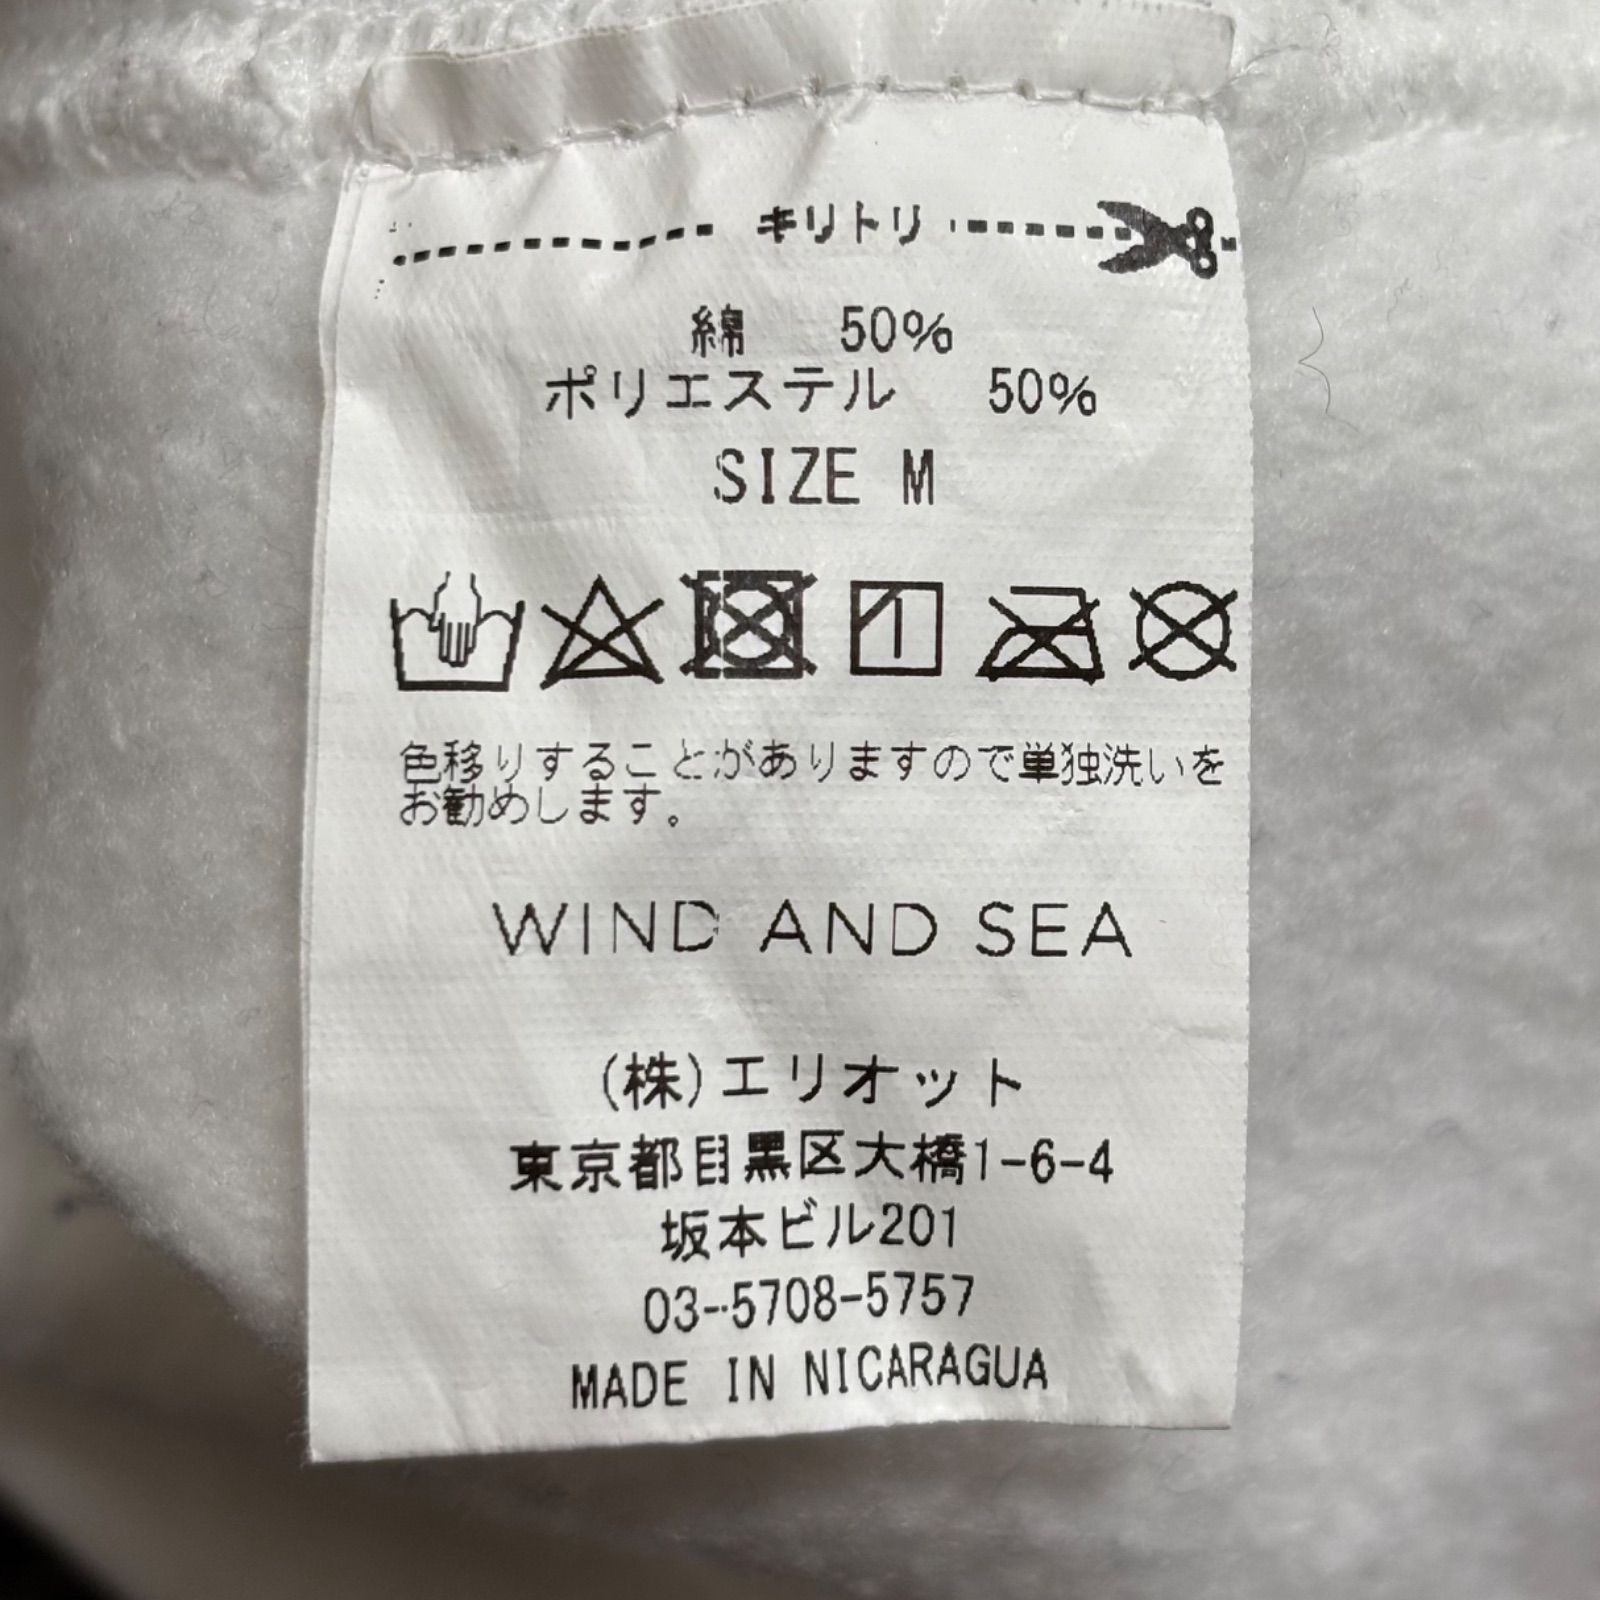 キリトリ
綿 50%
ポリエステル 50%
SIZE M
色移りすることがありますので単独洗いを
お勧めします。
WIND AND SEA
(株)エリオット
東京都目黒区大橋1-6-4
坂本ビル201
03-5708-5757
MADE IN NICARAGUA